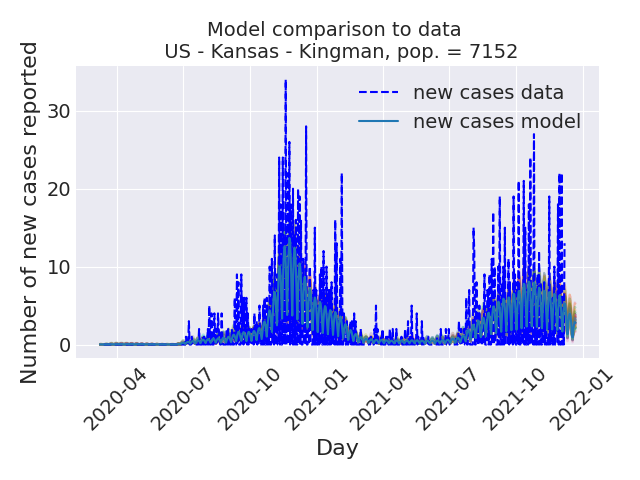 Model comparison to data
US - Kansas - Kingman, pop. = 7152
new cases data
new cases model
Number of new cases reported
30
20
10
0
2020-04
2020-07
2020-10
2021-01
2021-04
2021-07
2021-10
2022-01
Day